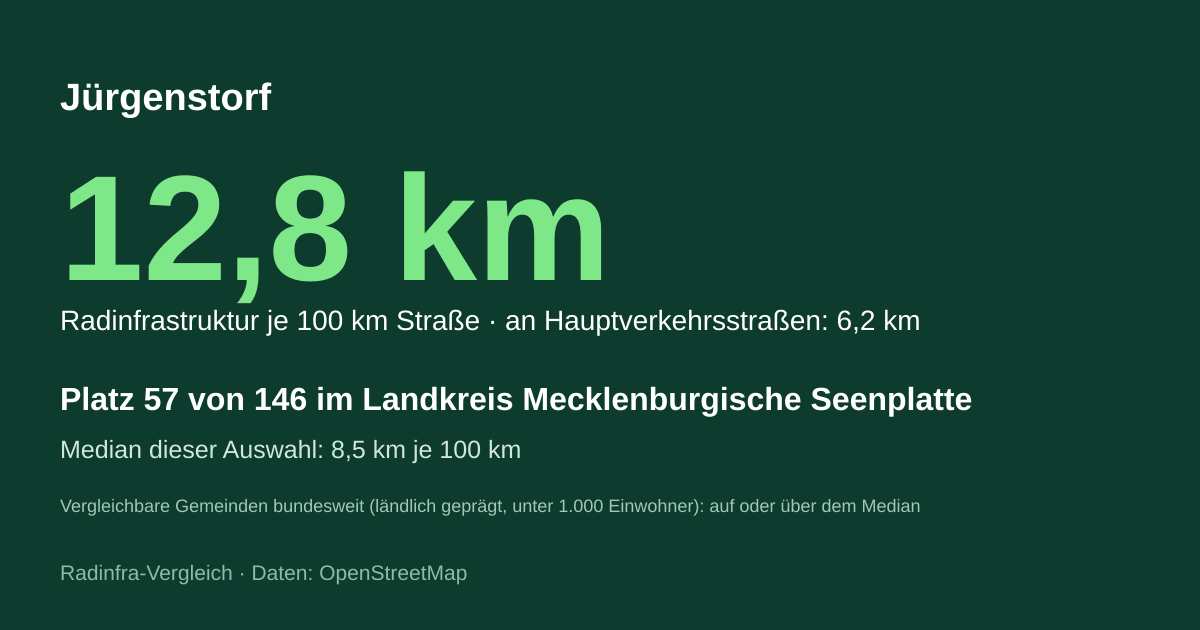 Jürgenstorf
12,8 km
Radinfrastruktur je 100 km Straße · an Hauptverkehrsstraßen: 6,2 km
Platz 57 von 146 im Landkreis Mecklenburgische Seenplatte
Median dieser Auswahl: 8,5 km je 100 km
Vergleichbare Gemeinden bundesweit (ländlich geprägt, unter 1.000 Einwohner): auf oder über dem Median
Radinfra-Vergleich · Daten: OpenStreetMap